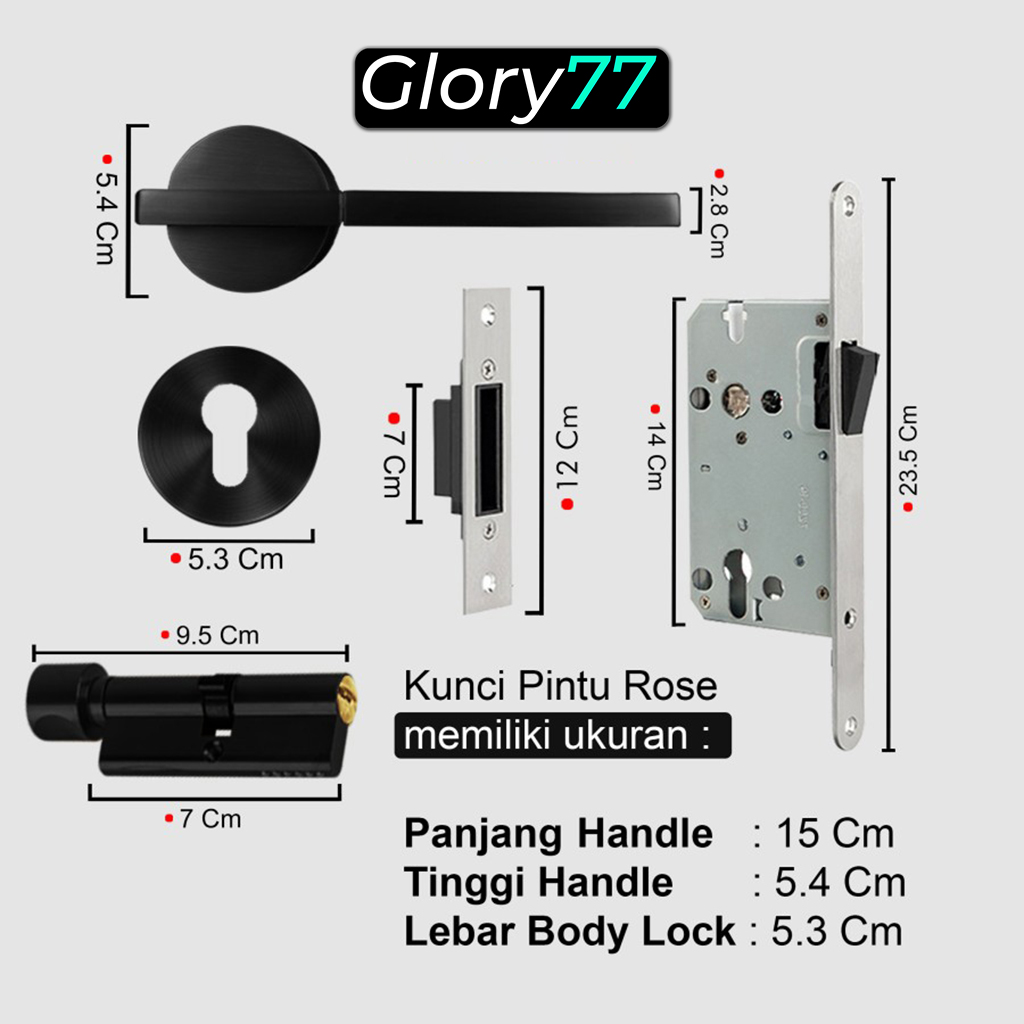 Glory77
5.4 Cm
2.8 Cm
5.3 Cm
7 Cm
12 Cm
14 Cm
23.5 Cm
9.5 Cm
7 Cm
Kunci Pintu Rose
memiliki ukuran :
Panjang Handle : 15 Cm
Tinggi Handle : 5.4 Cm
Lebar Body Lock : 5.3 Cm